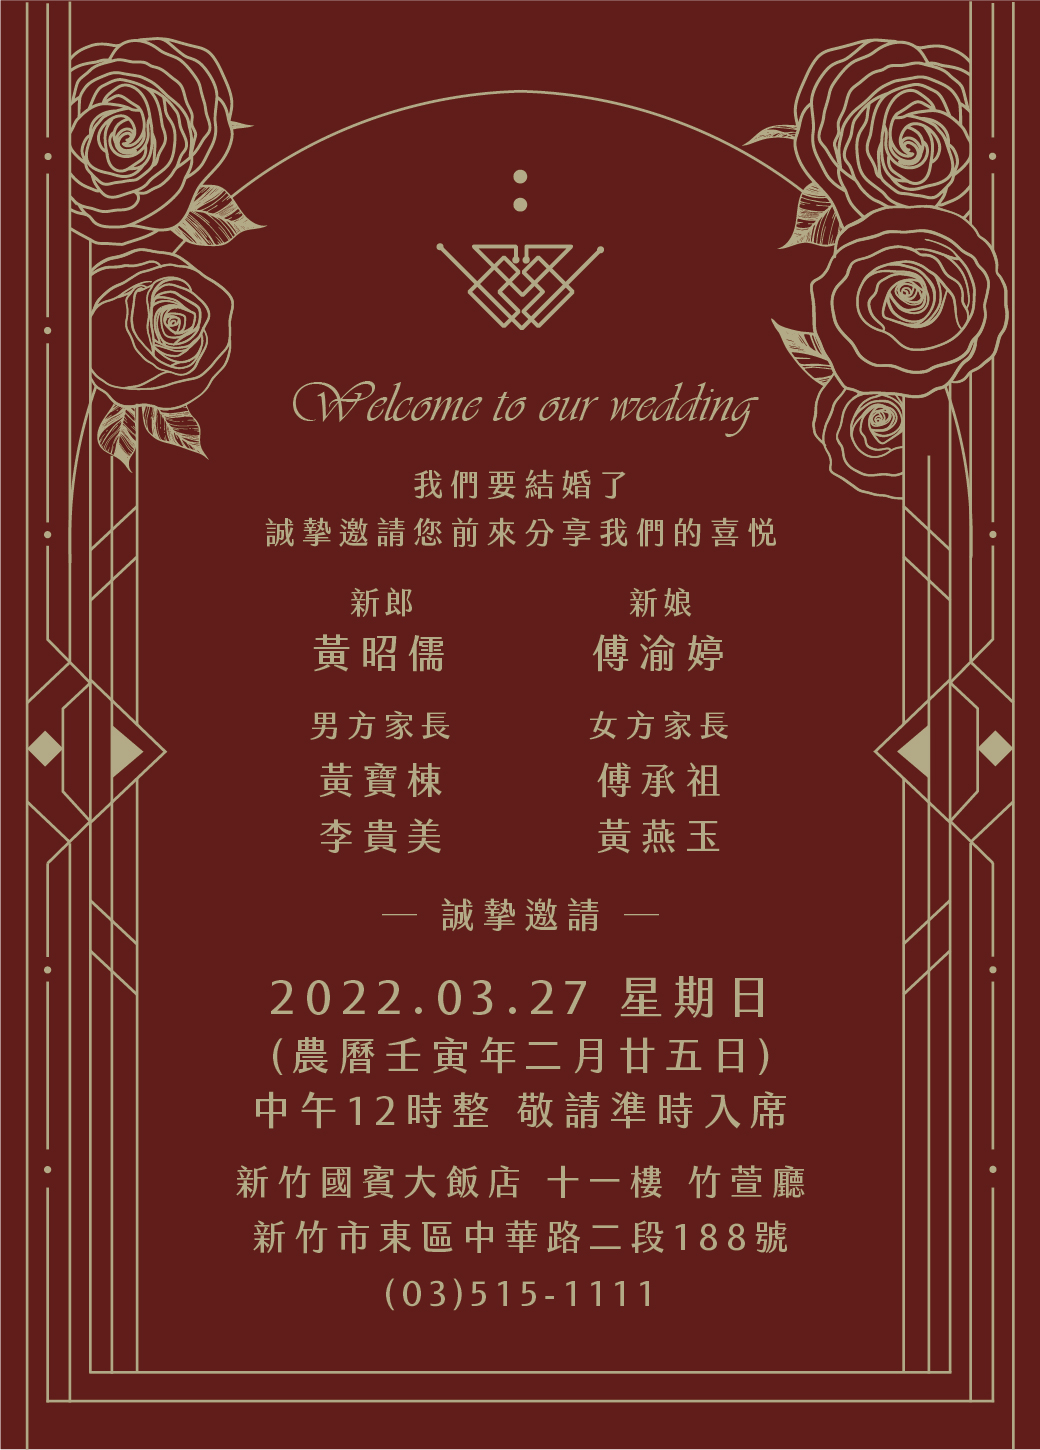 Welcome to our wedding
我們要結婚了
誠摯邀請您前來分享我們的喜悦
新郎 新娘
黃昭儒 傅渝婷
男方家長 女方家長
黃寶棟 傅承祖
李貴美 黃燕玉
— 誠摯邀請 —
2022.03.27 星期日
(農曆壬寅年二月廿五日)
中午12時整 敬請準時入席
新竹國賓大飯店 十一樓 竹萱廳
新竹市東區中華路二段188號
(03)515-1111